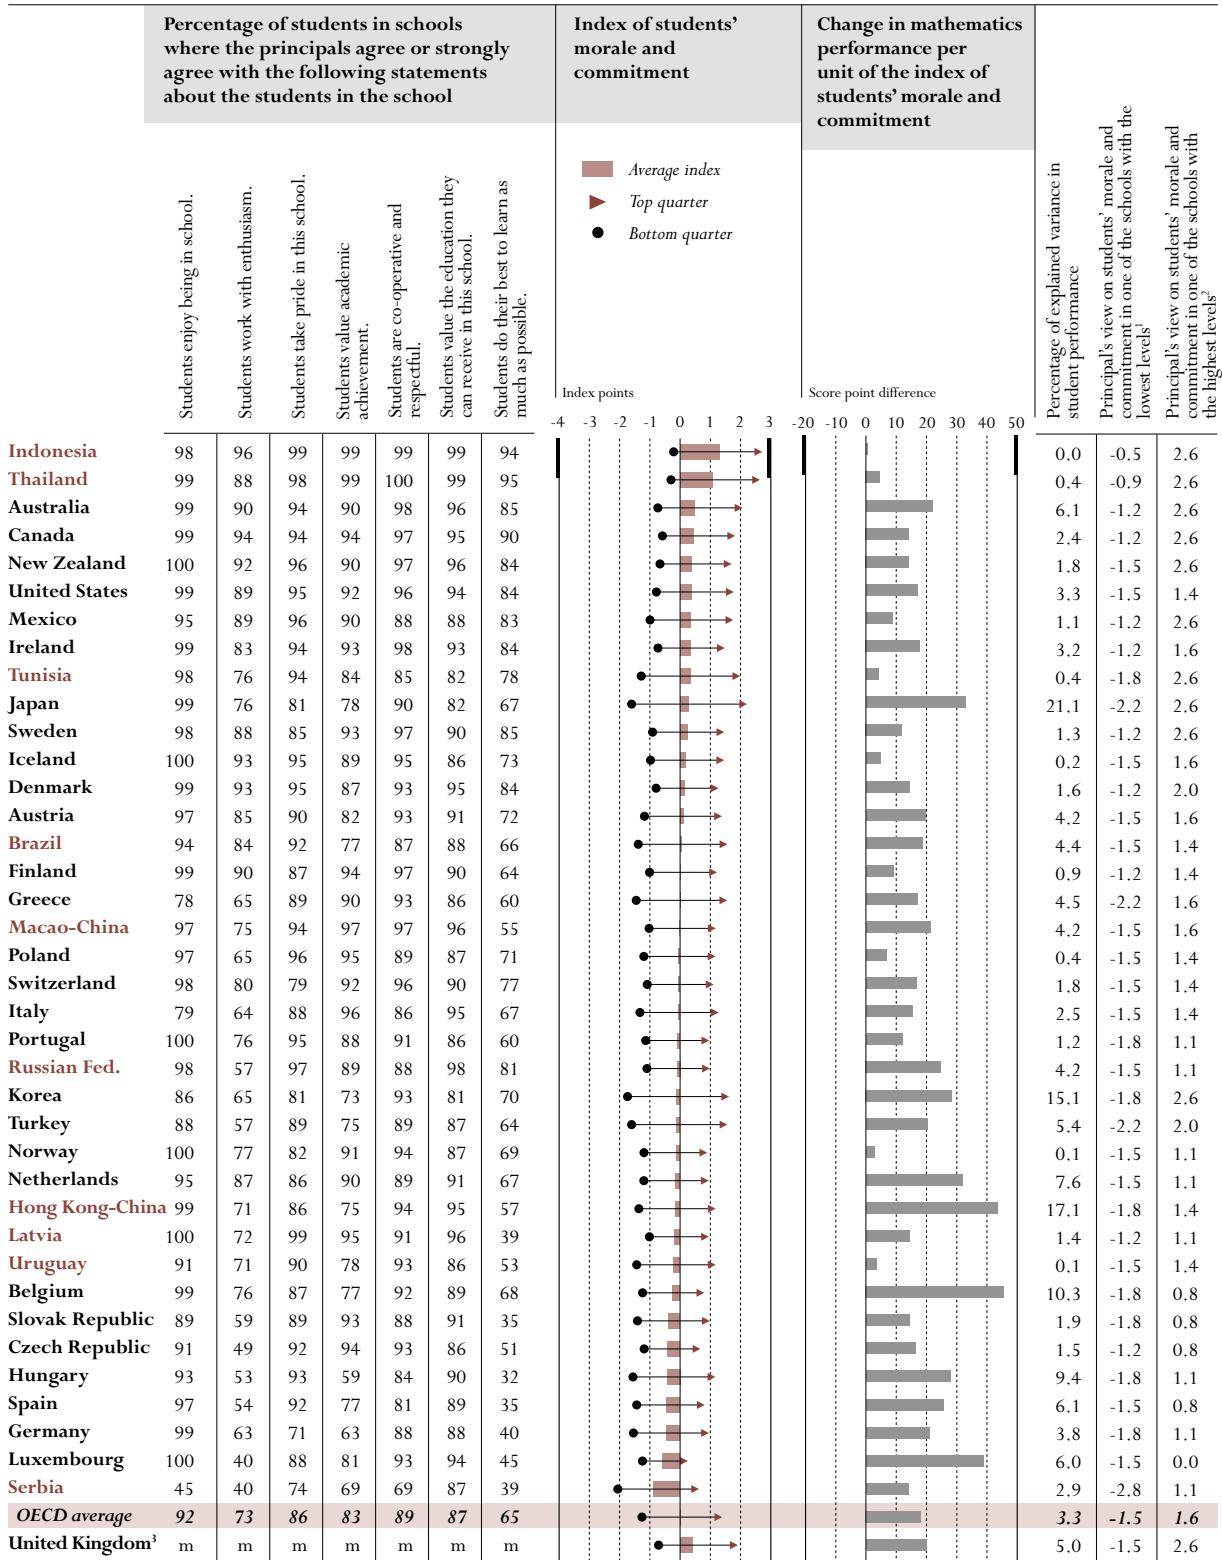 Percentage of students in schools
where the principals agree or strongly
agree with the following statements
about the students in the school
Index of students'
morale and
commitment
Change in mathematics
performance per
unit of the index of
students' morale and
commitment
Students enjoy being in school.
Students work with enthusiasm.
Students take pride in this school.
Students value academic
achievement.
Students are co-operative and
respectful.
Students value the education they
can receive in this school.
Students do their best to learn as
much as possible.
Average index
Top quarter
Bottom quarter
Index points
-4 -3 -2 -1 0 1 2 3
Score point difference
-20 -10 0 10 20 30 40 50
Percentage of explained variance in
student performance
Principal's view on students' morale and
commitment in one of the schools with the
lowest levels1
Principal's view on students' morale and
commitment in one of the schools with
the highest levels2
Indonesia 98 96 99 99 99 99 94 0.0 -0.5 2.6
Thailand 99 88 98 99 100 99 95 0.4 -0.9 2.6
Australia 99 90 94 90 98 96 85 6.1 -1.2 2.6
Canada 99 94 94 94 97 95 90 2.4 -1.2 2.6
New Zealand 100 92 96 90 97 96 84 1.8 -1.5 2.6
United States 99 89 95 92 96 94 84 3.3 -1.5 1.4
Mexico 95 89 96 90 88 88 83 1.1 -1.2 2.6
Ireland 99 83 94 93 98 93 84 3.2 -1.2 1.6
Tunisia 98 76 94 84 85 82 78 0.4 -1.8 2.6
Japan 99 76 81 78 90 82 67 21.1 -2.2 2.6
Sweden 98 88 85 93 97 90 85 1.3 -1.2 2.6
Iceland 100 93 95 89 95 86 73 0.2 -1.5 1.6
Denmark 99 93 95 87 93 95 84 1.6 -1.2 2.0
Austria 97 85 90 82 93 91 72 4.2 -1.5 1.6
Brazil 94 84 92 77 87 88 66 4.4 -1.5 1.4
Finland 99 90 87 94 97 90 64 0.9 -1.2 1.4
Greece 78 65 89 90 93 86 60 4.5 -2.2 1.6
Macao-China 97 75 94 97 97 96 55 4.2 -1.5 1.6
Poland 97 65 96 95 89 87 71 0.4 -1.5 1.4
Switzerland 98 80 79 92 96 90 77 1.8 -1.5 1.4
Italy 79 64 88 96 86 95 67 2.5 -1.5 1.4
Portugal 100 76 95 88 91 86 60 1.2 -1.8 1.1
Russian Fed. 98 57 97 89 88 98 81 4.2 -1.5 1.1
Korea 86 65 81 73 93 81 70 15.1 -1.8 2.6
Turkey 88 57 89 75 89 87 64 5.4 -2.2 2.0
Norway 100 77 82 91 94 87 69 0.1 -1.5 1.1
Netherlands 95 87 86 90 89 91 67 7.6 -1.5 1.1
Hong Kong-China 99 71 86 75 94 95 57 17.1 -1.8 1.4
Latvia 100 72 99 95 91 96 39 1.4 -1.2 1.1
Uruguay 91 71 90 78 93 86 53 0.1 -1.5 1.4
Belgium 99 76 87 77 92 89 68 10.3 -1.8 0.8
Slovak Republic 89 59 89 93 88 91 35 1.9 -1.8 0.8
Czech Republic 91 49 92 94 93 86 51 1.5 -1.2 0.8
Hungary 93 53 93 59 84 90 32 9.4 -1.8 1.1
Spain 97 54 92 77 81 89 35 6.1 -1.5 0.8
Germany 99 63 71 63 88 88 40 3.8 -1.8 1.1
Luxembourg 100 40 88 81 93 94 45 6.0 -1.5 0.0
Serbia 45 40 74 69 69 87 39 2.9 -2.8 1.1
OECD average 92 73 86 83 89 87 65 3.3 -1.5 1.6
United Kingdom3 m m m m m m m 5.0 -1.5 2.6